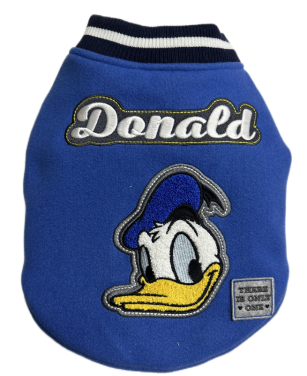 Donald
THERE
IS ONLY
♥ ONE ♥